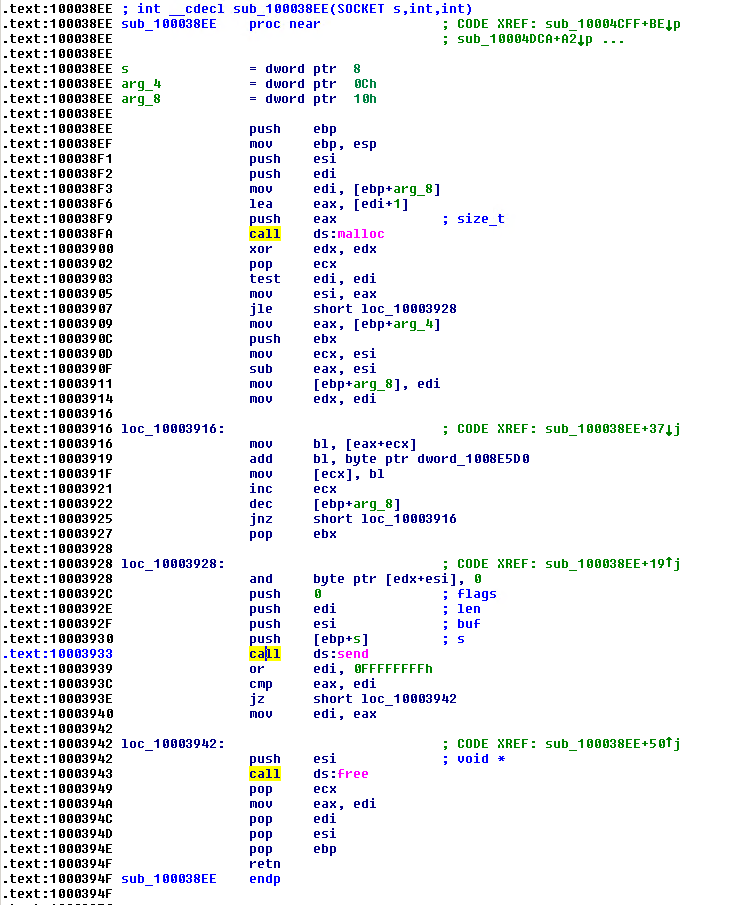 .text:100038EE ; int __cdecl sub_100038EE(SOCKET s,int,int)
.text:100038EE sub_100038EE    proc near               ; CODE XREF: sub_10004CFF+BE↓p
.text:100038EE                                         ; sub_10004DCA+A2↓p ...
.text:100038EE
.text:100038EE s               = dword ptr  8
.text:100038EE arg_4           = dword ptr  0Ch
.text:100038EE arg_8           = dword ptr  10h
.text:100038EE
.text:100038EE                 push    ebp
.text:100038EF                 mov     ebp, esp
.text:100038F1                 push    esi
.text:100038F2                 push    edi
.text:100038F3                 mov     edi, [ebp+arg_8]
.text:100038F6                 lea     eax, [edi+1]
.text:100038F9                 push    eax             ; size_t
.text:100038FA                 call    ds:malloc
.text:10003900                 xor     edx, edx
.text:10003902                 pop     ecx
.text:10003903                 test    edi, edi
.text:10003905                 mov     esi, eax
.text:10003907                 jle     short loc_10003928
.text:10003909                 mov     eax, [ebp+arg_4]
.text:1000390C                 push    ebx
.text:1000390D                 mov     ecx, esi
.text:1000390F                 sub     eax, esi
.text:10003911                 mov     [ebp+arg_8], edi
.text:10003914                 mov     edx, edi
.text:10003916
.text:10003916 loc_10003916:                           ; CODE XREF: sub_100038EE+37↓j
.text:10003916                 mov     bl, [eax+ecx]
.text:10003919                 add     bl, byte ptr dword_1008E5D0
.text:1000391F                 mov     [ecx], bl
.text:10003921                 inc     ecx
.text:10003922                 dec     [ebp+arg_8]
.text:10003925                 jnz     short loc_10003916
.text:10003927                 pop     ebx
.text:10003928
.text:10003928 loc_10003928:                           ; CODE XREF: sub_100038EE+19↑j
.text:10003928                 and     byte ptr [edx+esi], 0
.text:1000392C                 push    0               ; flags
.text:1000392E                 push    edi             ; len
.text:1000392F                 push    esi             ; buf
.text:10003930                 push    [ebp+s]         ; s
.text:10003933                 call    ds:send
.text:10003939                 or      edi, 0FFFFFFFFh
.text:1000393C                 cmp     eax, edi
.text:1000393E                 jz      short loc_10003942
.text:10003940                 mov     edi, eax
.text:10003942
.text:10003942 loc_10003942:                           ; CODE XREF: sub_100038EE+50↑j
.text:10003942                 push    esi             ; void *
.text:10003943                 call    ds:free
.text:10003949                 pop     ecx
.text:1000394A                 mov     eax, edi
.text:1000394C                 pop     edi
.text:1000394D                 pop     esi
.text:1000394E                 pop     ebp
.text:1000394F                 retn
.text:1000394F sub_100038EE    endp
.text:1000394F